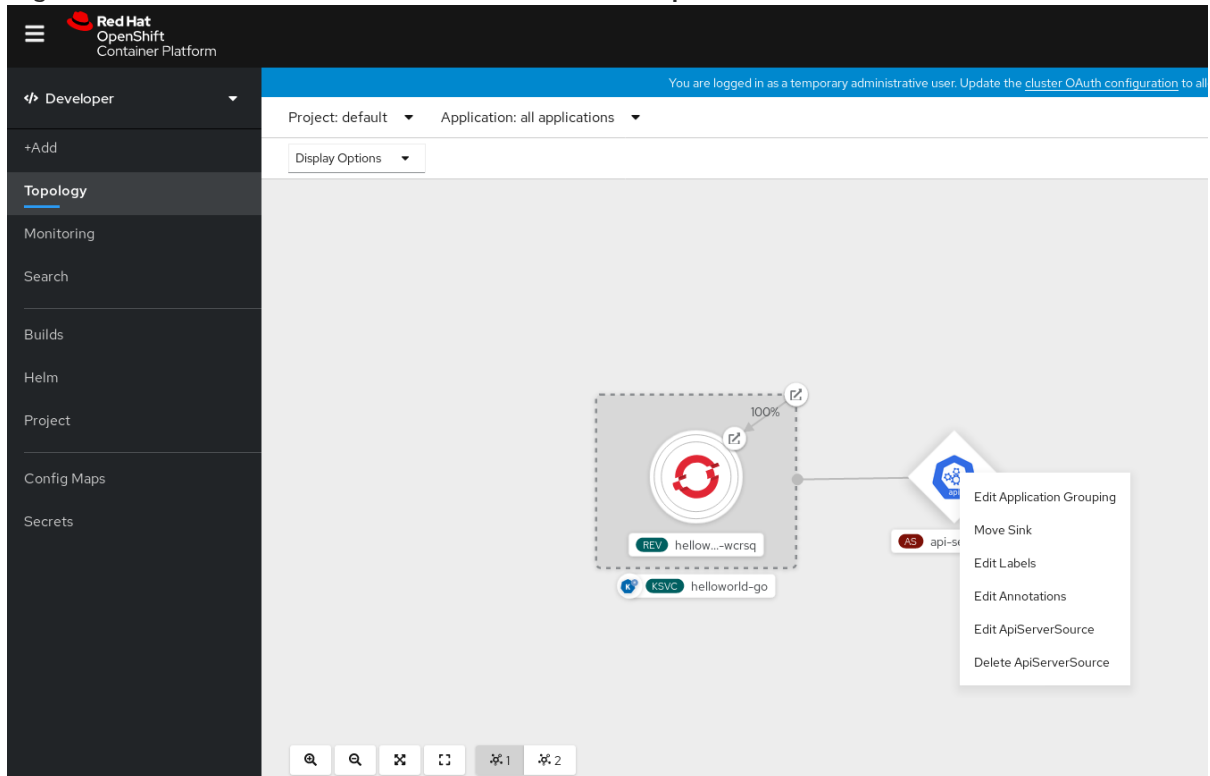 Red Hat
OpenShift
Container Platform
You are logged in as a temporary administrative user. Update the cluster OAuth configuration to all
Developer
Project: default
Application: all applications
+Add
Display Options
Topology
Monitoring
Search
Builds
Helm
Project
Config Maps
Secrets
100%
api
REV hellow...-wcrsq
KSVC helloworld-go
AS api-se
Edit Application Grouping
Move Sink
Edit Labels
Edit Annotations
Edit ApiServerSource
Delete ApiServerSource
1
2